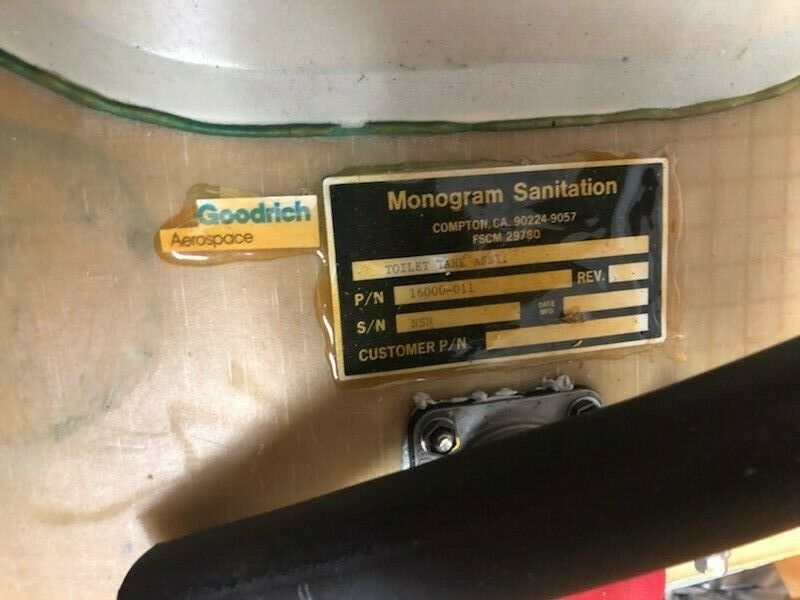 Goodrich
Aerospace
Monogram Sanitation
COMPTON, CA. 90224-9057
FSCM 29780
TOILET TANK ASSY.
P/N 16000-011 REV.
S/N NSN DATE MFG
CUSTOMER P/N